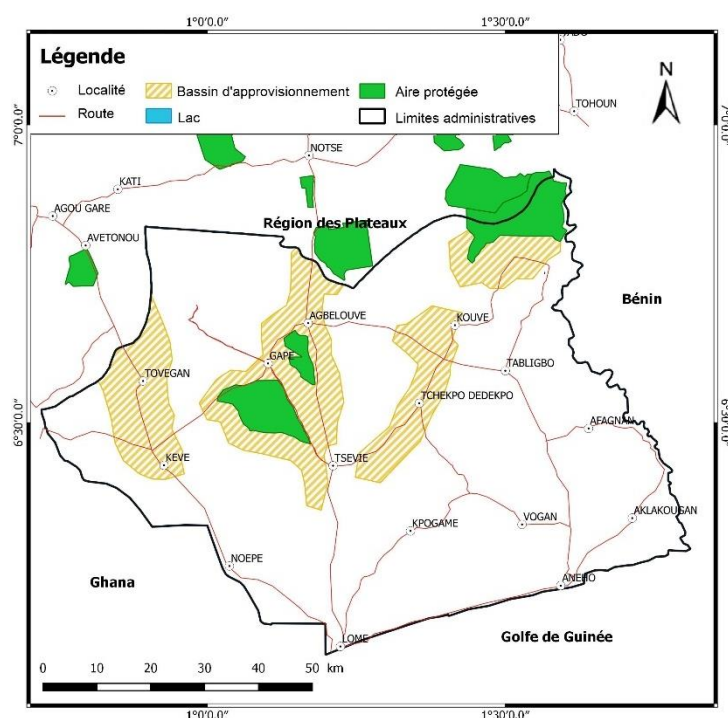 1°0'0.0"
1°30'0.0"
Légende
Localité
Bassin d'approvisionnement
Aire protégée
Route
Lac
Limites administratives
N
TOHOUN
7°0'0.0"
7°0'0.0"
NOTSE
KATI
AGOU GARE
Région des Plateaux
AVETONOU
Bénin
AGBELOUVE
KOUVE
GAPE
TOVEGAN
TABLIGBO
TCHEKPO DEDEKPO
6°30'0.0"
6°30'0.0"
AFAGNAN
TSEVIE
KEVE
AKLAKOUGAN
VOGAN
KPOGAME
NOEPE
Ghana
ANEHO
Golfe de Guinée
LOME
0
10
20
30
40
50
km
1°0'0.0"
1°30'0.0"